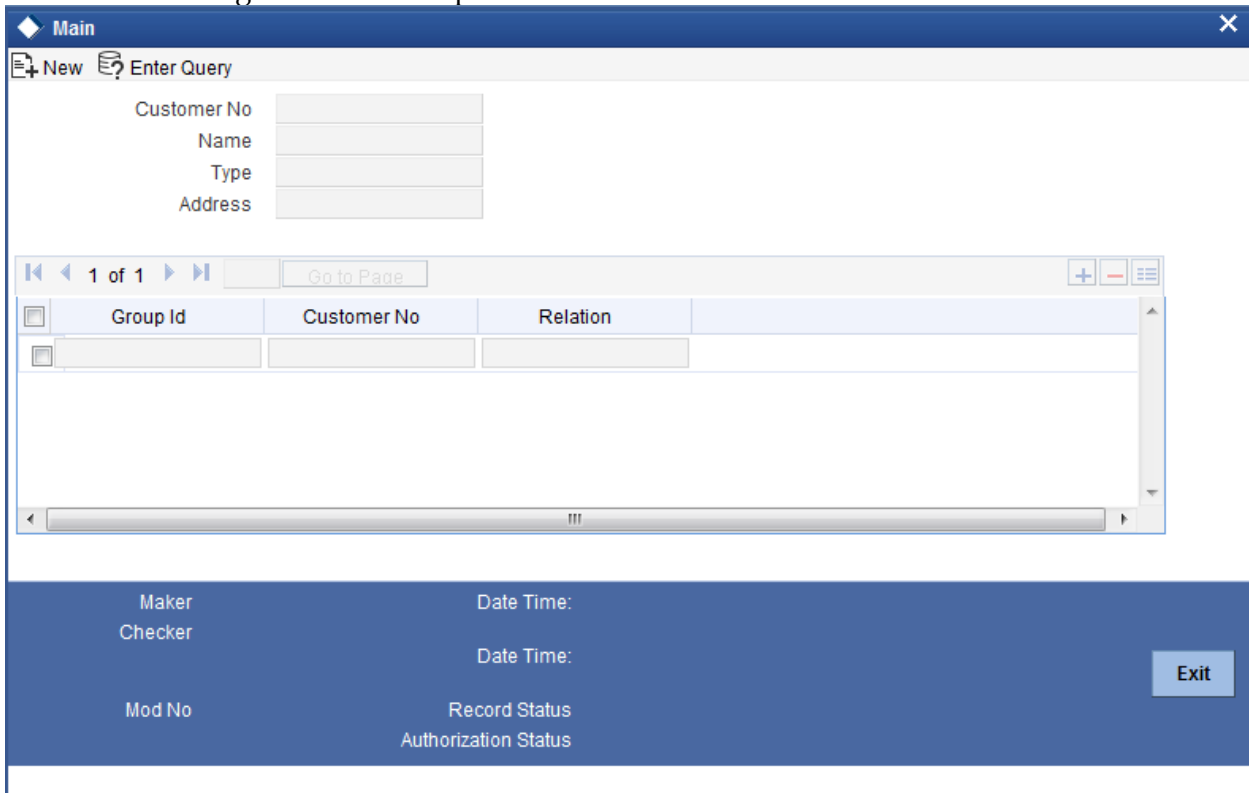 Main
New Enter Query
Customer No
Name
Type
Address
1 of 1 Go to Page
Group Id Customer No Relation
Maker Date Time:
Checker
Date Time:
Exit
Mod No Record Status
Authorization Status